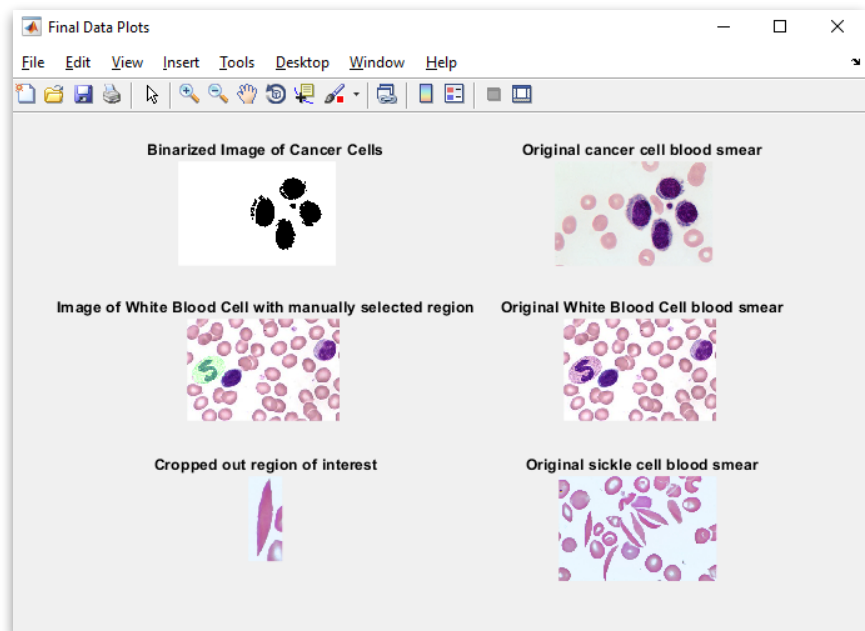 Final Data Plots
File Edit View Insert Tools Desktop Window Help
Binarized Image of Cancer Cells
Original cancer cell blood smear
Image of White Blood Cell with manually selected region
Original White Blood Cell blood smear
Cropped out region of interest
Original sickle cell blood smear